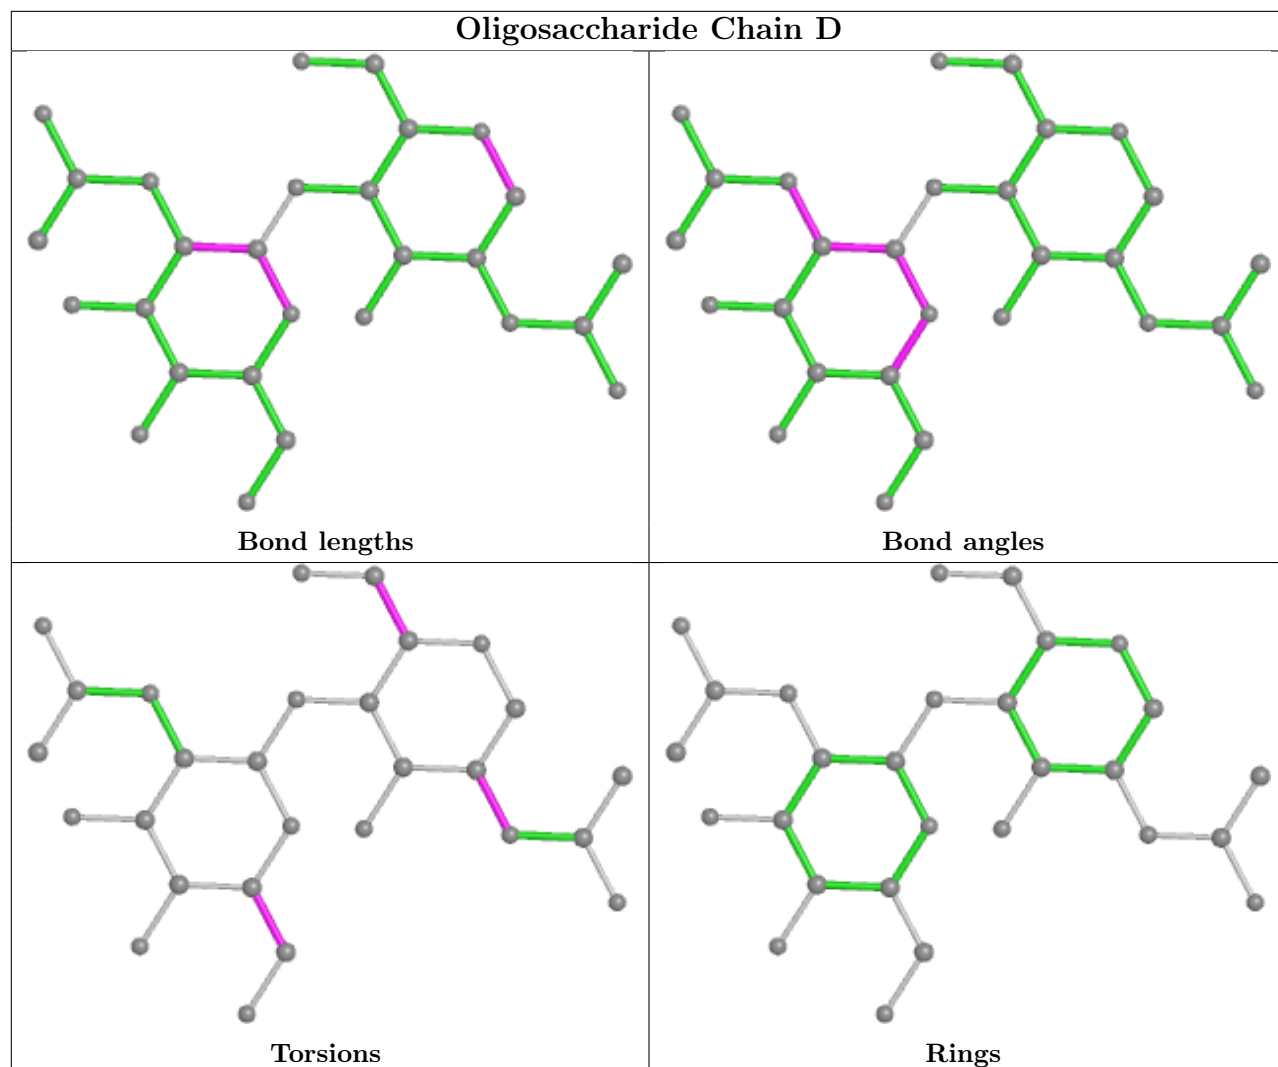 Oligosaccharide Chain D
Bond lengths
Bond angles
Torsions
Rings